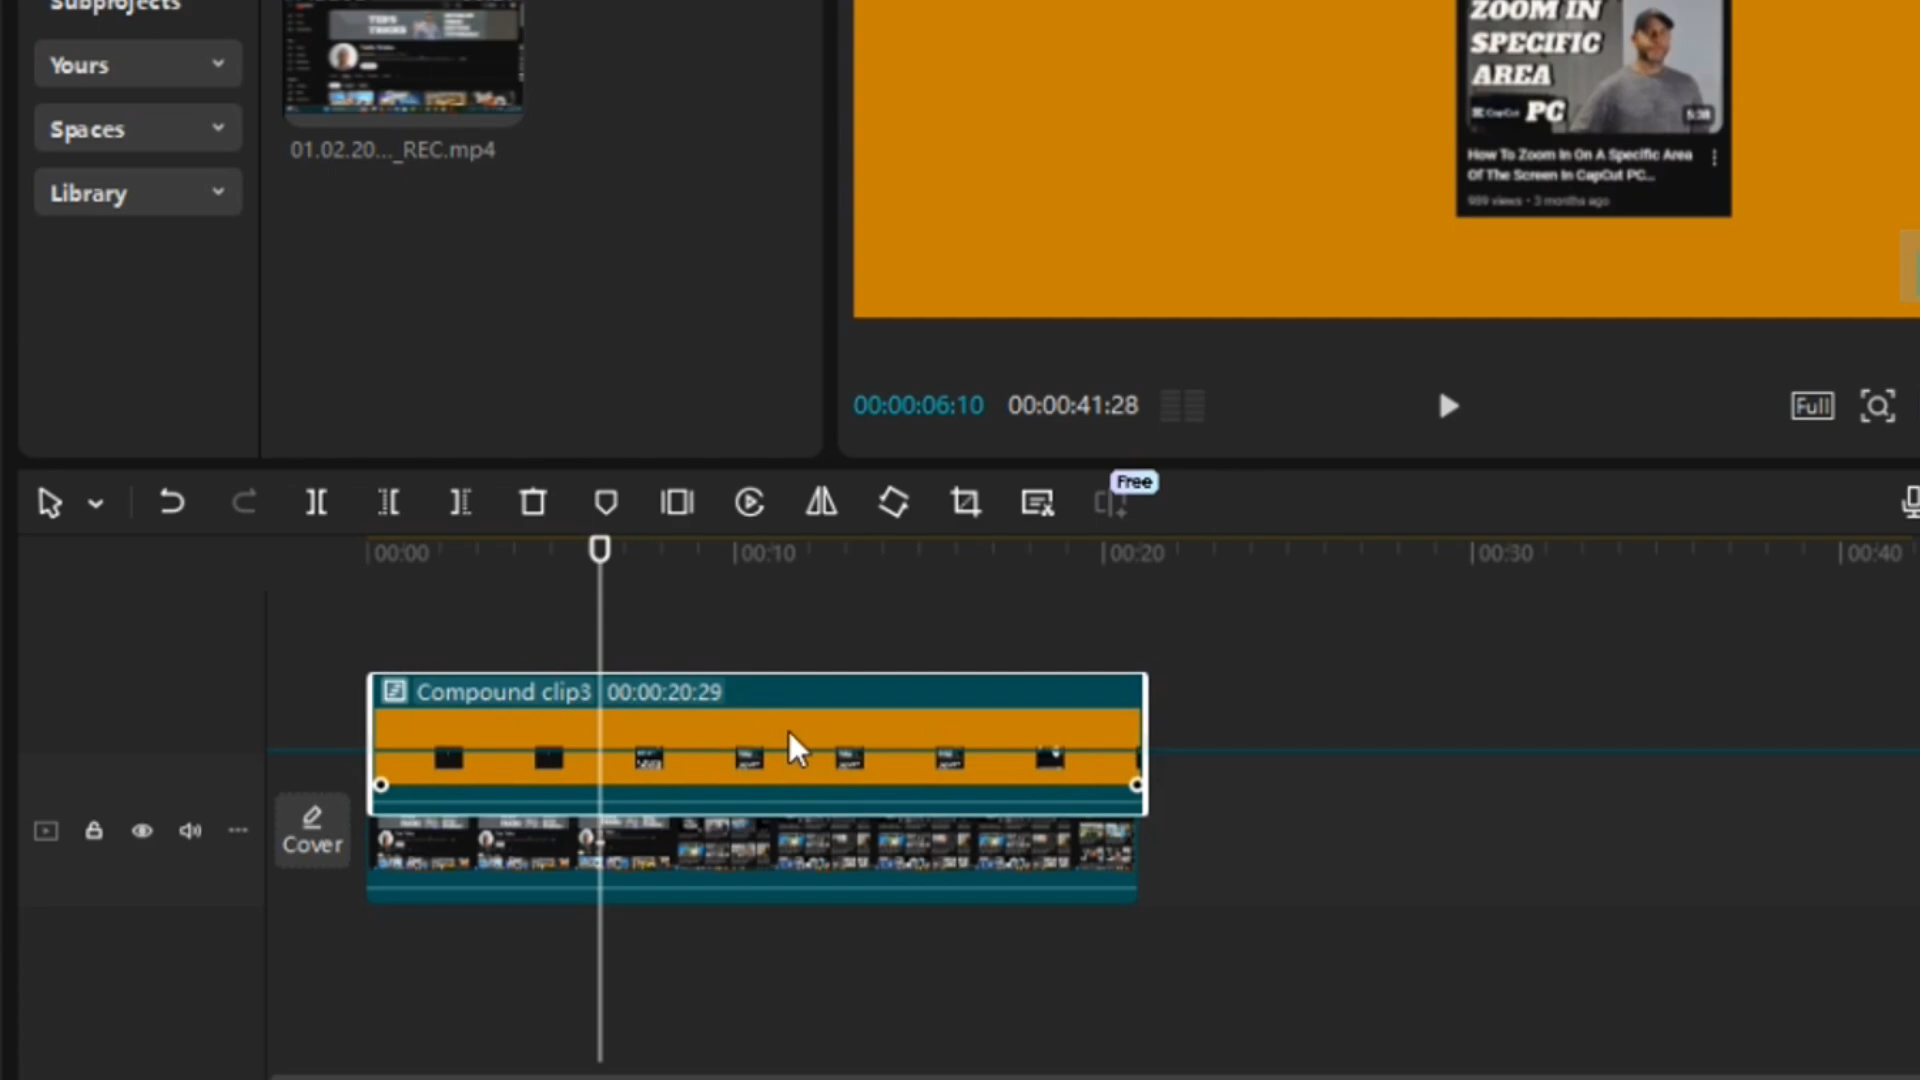 Subprojects
Yours
Spaces
Library
01.02.20..._REC.mp4
ZOOM IN
SPECIFIC
AREA
CapCut PC
5:38
How To Zoom In On A Specific Area
Of The Screen In CapCut PC...
989 views • 3 months ago
00:00:06:10 00:00:41:28
Full
Free
00:00 00:10 00:20 00:30 00:40
Compound clip3 00:00:20:29
Cover